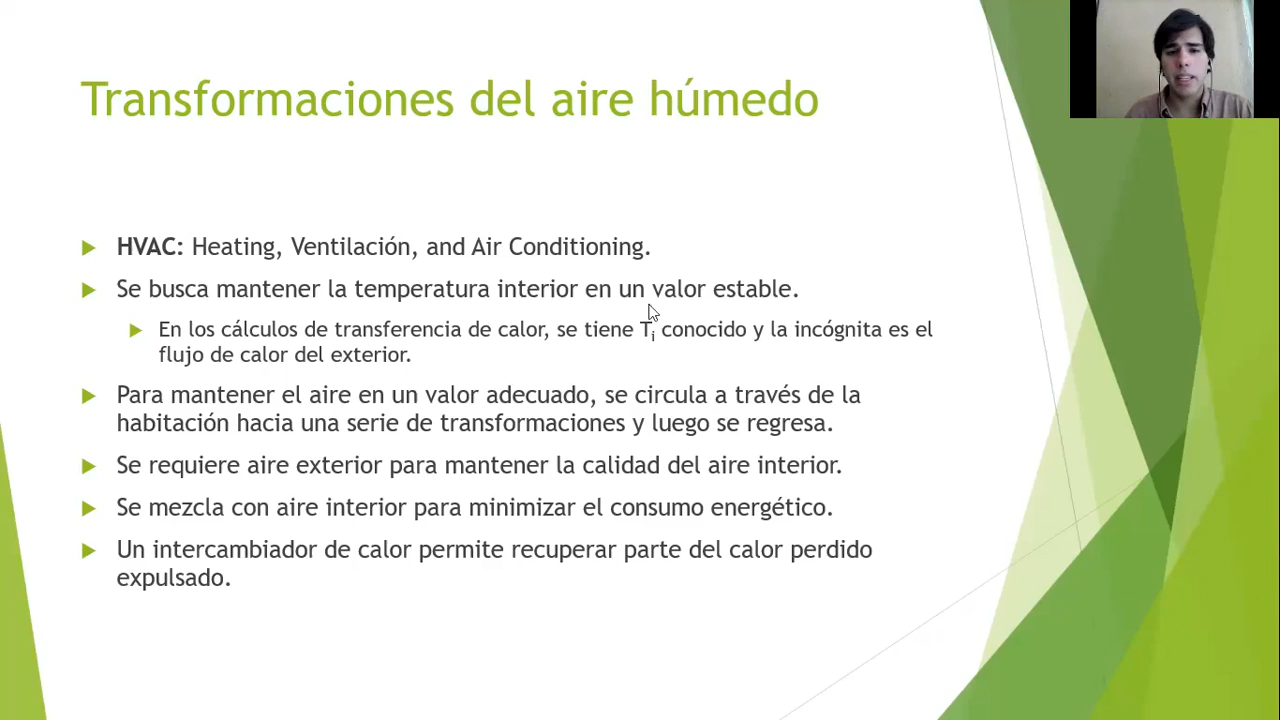 Transformaciones del aire húmedo
HVAC: Heating, Ventilación, and Air Conditioning.
Se busca mantener la temperatura interior en un valor estable.
En los cálculos de transferencia de calor, se tiene Ti conocido y la incógnita es el
flujo de calor del exterior.
Para mantener el aire en un valor adecuado, se circula a través de la
habitación hacia una serie de transformaciones y luego se regresa.
Se requiere aire exterior para mantener la calidad del aire interior.
Se mezcla con aire interior para minimizar el consumo energético.
Un intercambiador de calor permite recuperar parte del calor perdido
expulsado.